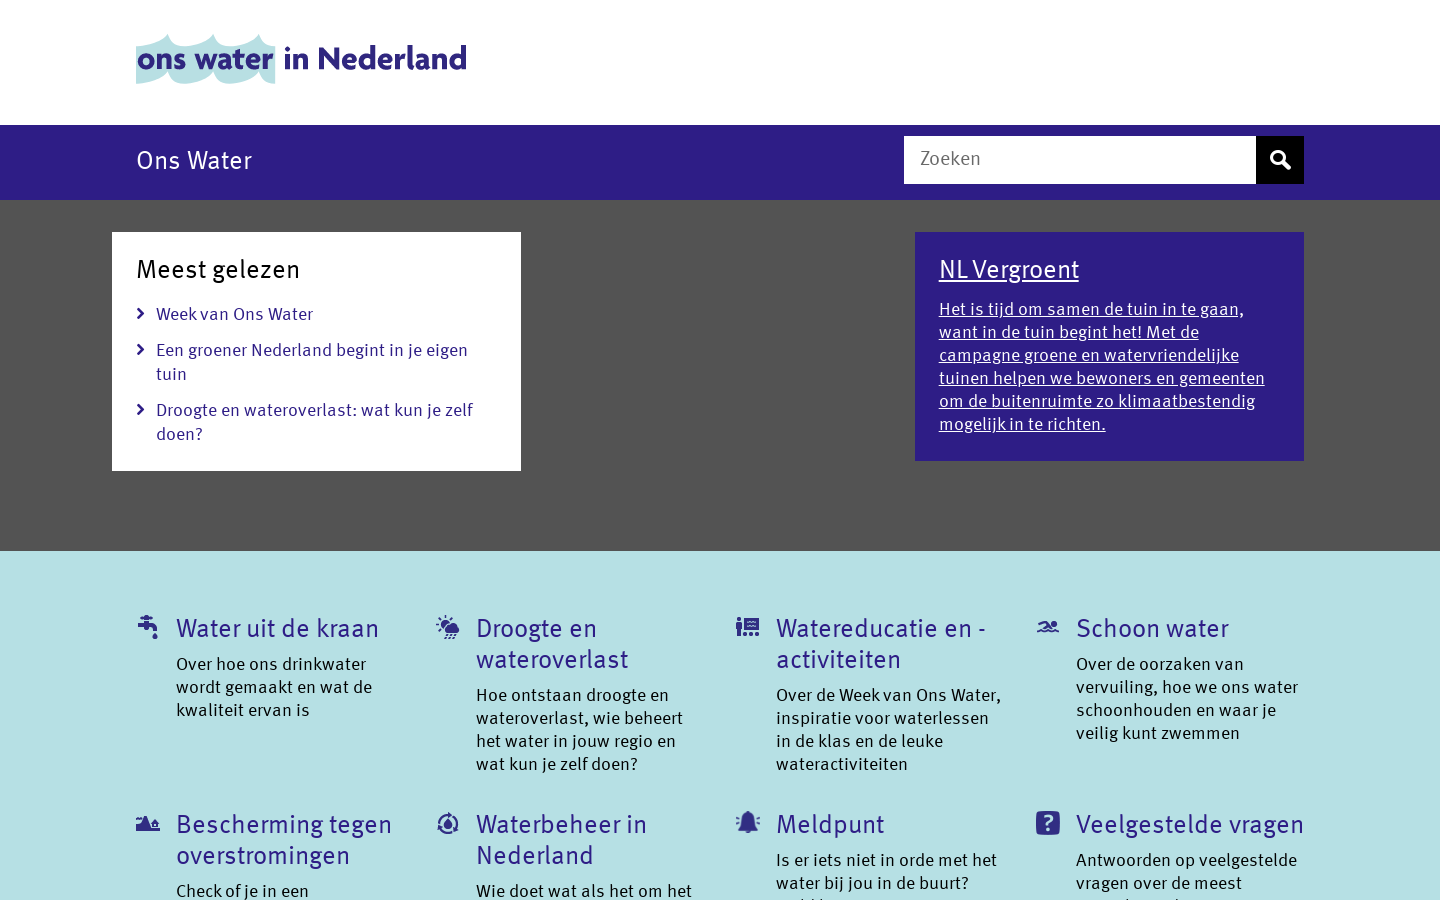 ons water in Nederland
Ons Water
Zoeken
Meest gelezen
Week van Ons Water
Een groener Nederland begint in je eigen
tuin
Droogte en wateroverlast: wat kun je zelf
doen?
NL Vergroent
Het is tijd om samen de tuin in te gaan,
want in de tuin begint het! Met de
campagne groene en watervriendelijke
tuinen helpen we bewoners en gemeenten
om de buitenruimte zo klimaatbestendig
mogelijk in te richten.
Water uit de kraan
Over hoe ons drinkwater
wordt gemaakt en wat de
kwaliteit ervan is
Droogte en
wateroverlast
Hoe ontstaan droogte en
wateroverlast, wie beheert
het water in jouw regio en
wat kun je zelf doen?
Watereducatie en -
activiteiten
Over de Week van Ons Water,
inspiratie voor waterlessen
in de klas en de leuke
wateractiviteiten
Schoon water
Over de oorzaken van
vervuiling, hoe we ons water
schoonhouden en waar je
veilig kunt zwemmen
Bescherming tegen
overstromingen
Check of je in een
Waterbeheer in
Nederland
Wie doet wat als het om het
Meldpunt
Is er iets niet in orde met het
water bij jou in de buurt?
Veelgestelde vragen
Antwoorden op veelgestelde
vragen over de meest